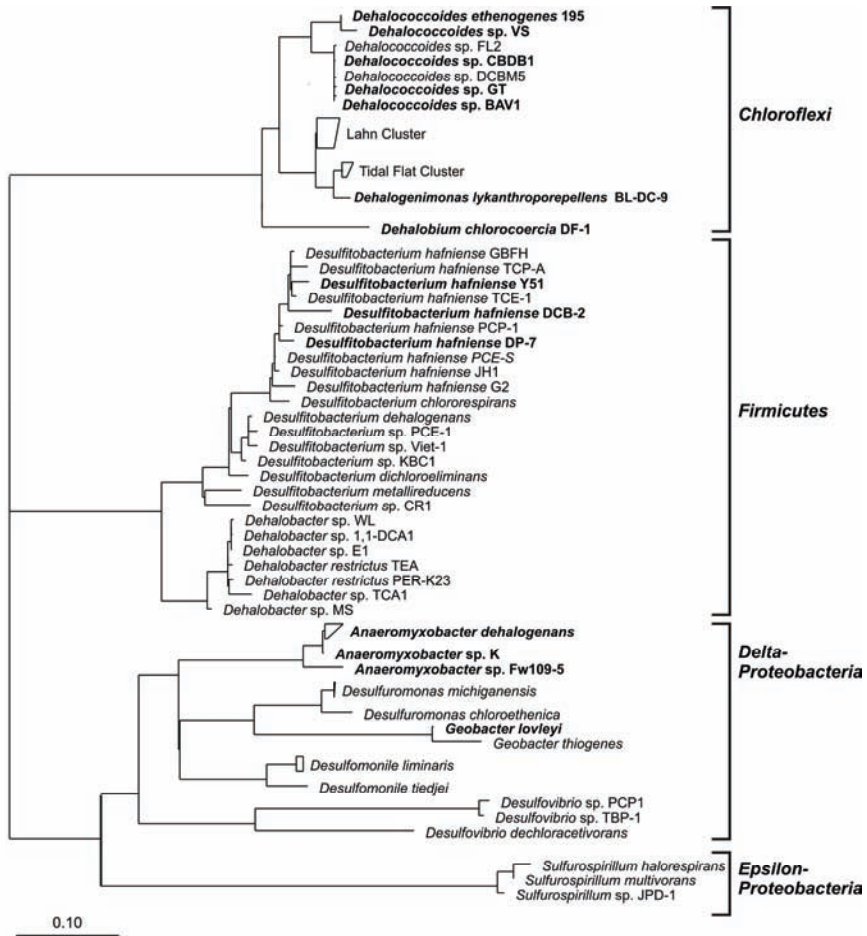 Dehalococcoides ethenogenes 195
Dehalococcoides sp. VS
Dehalococcoides sp. FL2
Dehalococcoides sp. CBDB1
Dehalococcoides sp. DCBM5
Dehalococcoides sp. GT
Dehalococcoides sp. BAV1
Lahn Cluster
Tidal Flat Cluster
Dehalogenimonas lykanthroporepellens BL-DC-9
Dehalobium chlorocoercia DF-1
Chloroflexi
Desulfitobacterium hafniense GBFH
Desulfitobacterium hafniense TCP-A
Desulfitobacterium hafniense Y51
Desulfitobacterium hafniense TCE-1
Desulfitobacterium hafniense DCB-2
Desulfitobacterium hafniense PCP-1
Desulfitobacterium hafniense DP-7
Desulfitobacterium hafniense PCE-S
Desulfitobacterium hafniense JH1
Desulfitobacterium hafniense G2
Desulfitobacterium chlororespirans
Desulfitobacterium dehalogenans
Desulfitobacterium sp. PCE-1
Desulfitobacterium sp. Viet-1
Desulfitobacterium sp. KBC1
Desulfitobacterium dichloroeliminans
Desulfitobacterium metallireducens
Desulfitobacterium sp. CR1
Dehalobacter sp. WL
Dehalobacter sp. 1,1-DCA1
Dehalobacter sp. E1
Dehalobacter restrictus TEA
Dehalobacter restrictus PER-K23
Dehalobacter sp. TCA1
Dehalobacter sp. MS
Firmicutes
Anaeromyxobacter dehalogenans
Anaeromyxobacter sp. K
Anaeromyxobacter sp. Fw109-5
Desulfuromonas michiganensis
Desulfuromonas chloroethenica
Geobacter lovleyi
Geobacter thiogenes
Desulfomonile liminaris
Desulfomonile tiedjei
Desulfovibrio sp. PCP1
Desulfovibrio sp. TBP-1
Desulfovibrio dechloracetivorans
Delta-
Proteobacteria
Sulfurospirillum halorespirans
Sulfurospirillum multivorans
Sulfurospirillum sp. JPD-1
Epsilon-
Proteobacteria
0.10